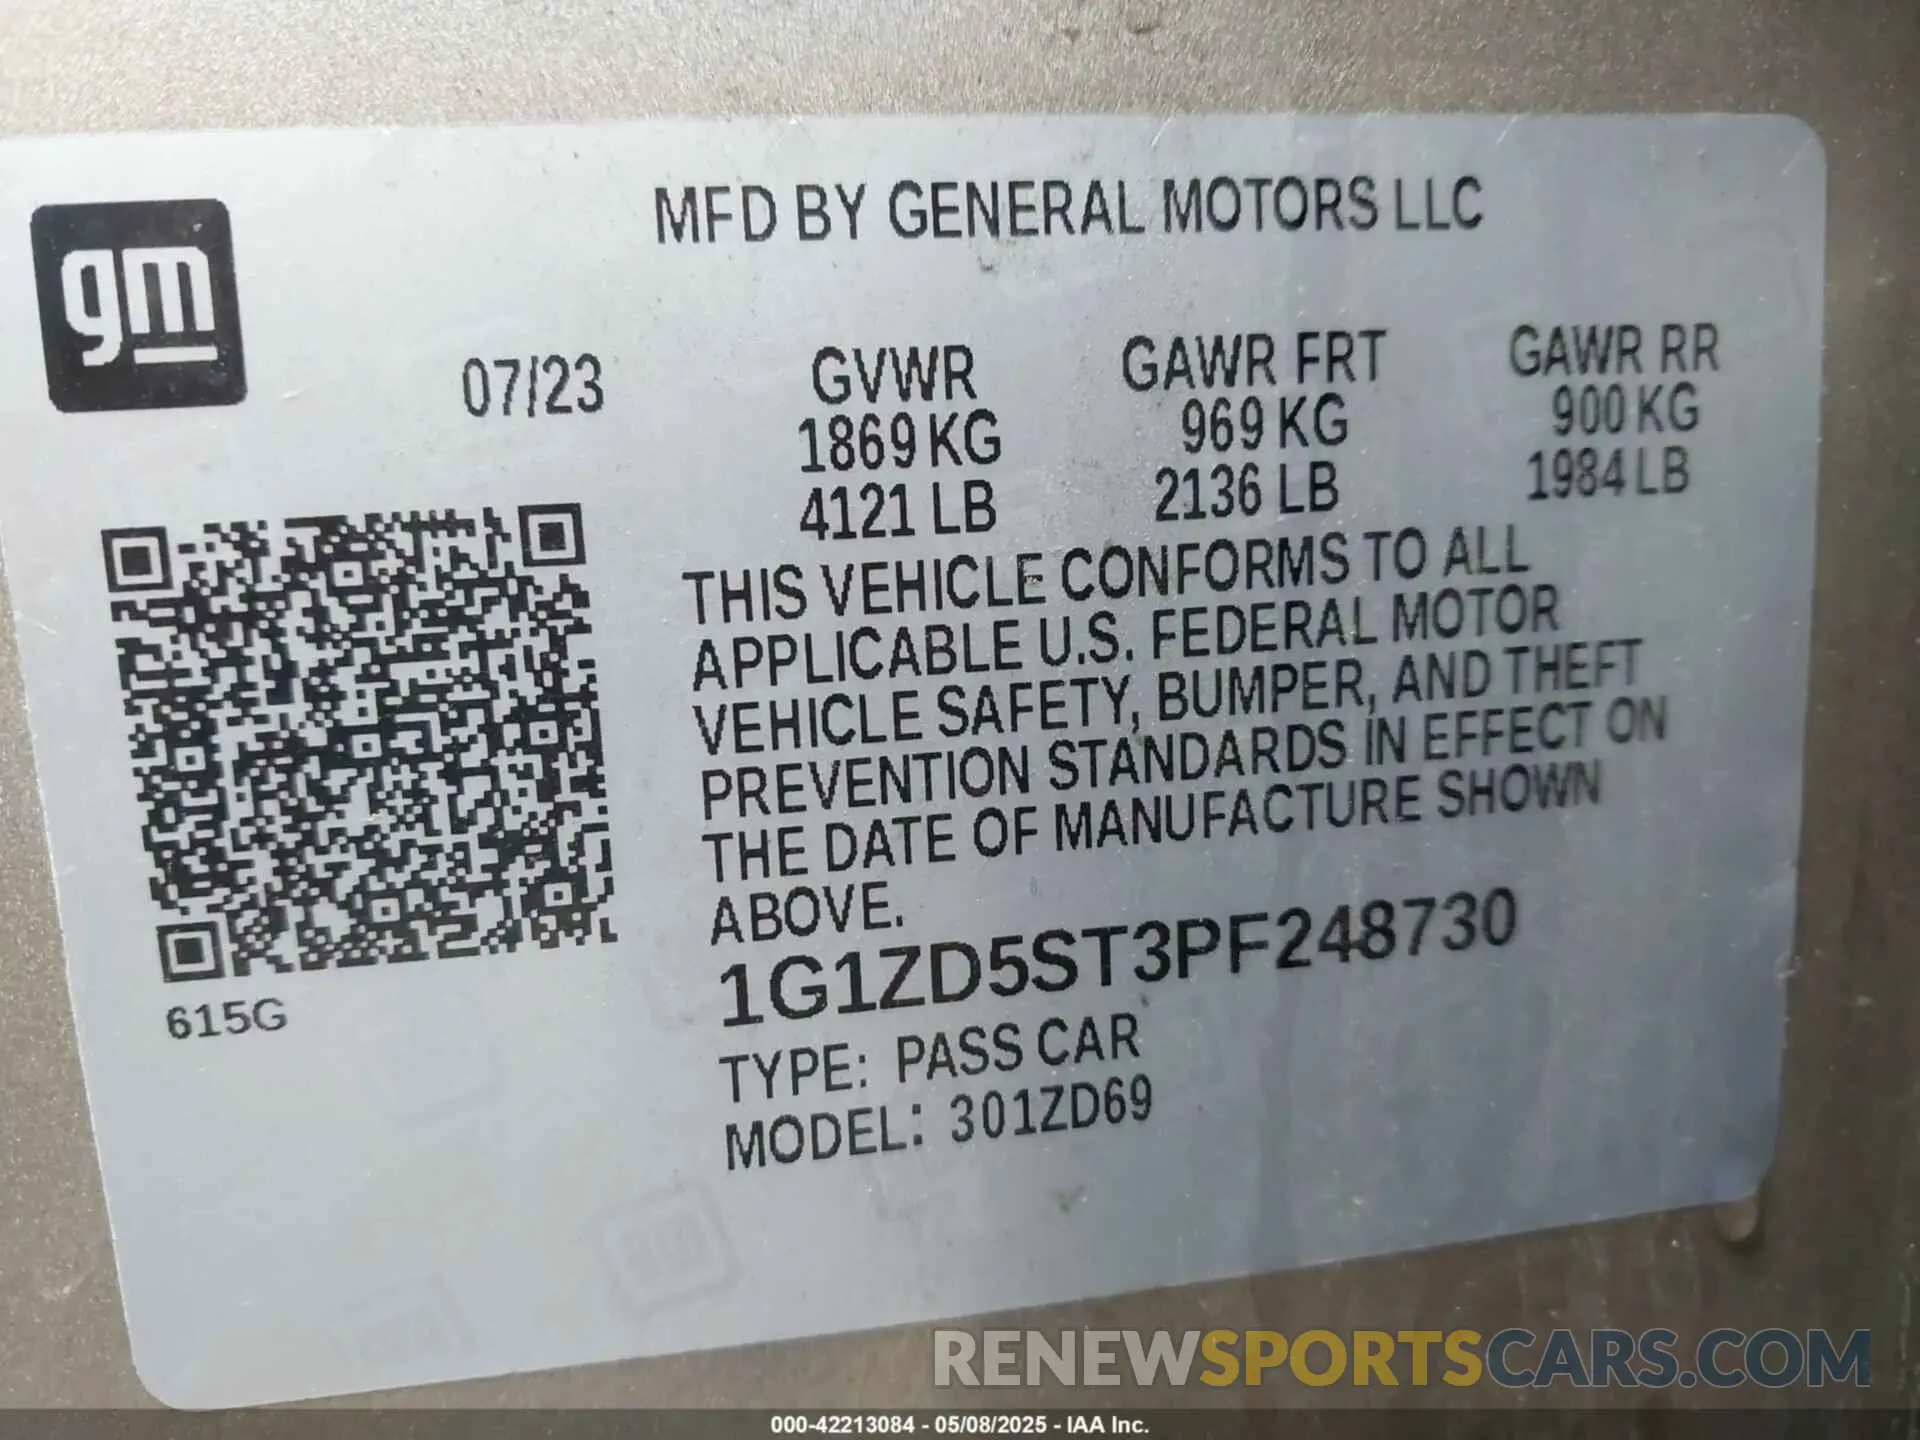 gm
MFD BY GENERAL MOTORS LLC
07/23
GVWR
1869 KG
4121 LB
GAWR FRT
969 KG
2136 LB
GAWR RR
900 KG
1984 LB
THIS VEHICLE CONFORMS TO ALL
APPLICABLE U.S. FEDERAL MOTOR
VEHICLE SAFETY, BUMPER, AND THEFT
PREVENTION STANDARDS IN EFFECT ON
THE DATE OF MANUFACTURE SHOWN
ABOVE.
1G1ZD5ST3PF248730
TYPE: PASS CAR
MODEL: 301ZD69
615G
RENEWSPORTSCARS.COM
000-42213084 - 05/08/2025 - IAA Inc.